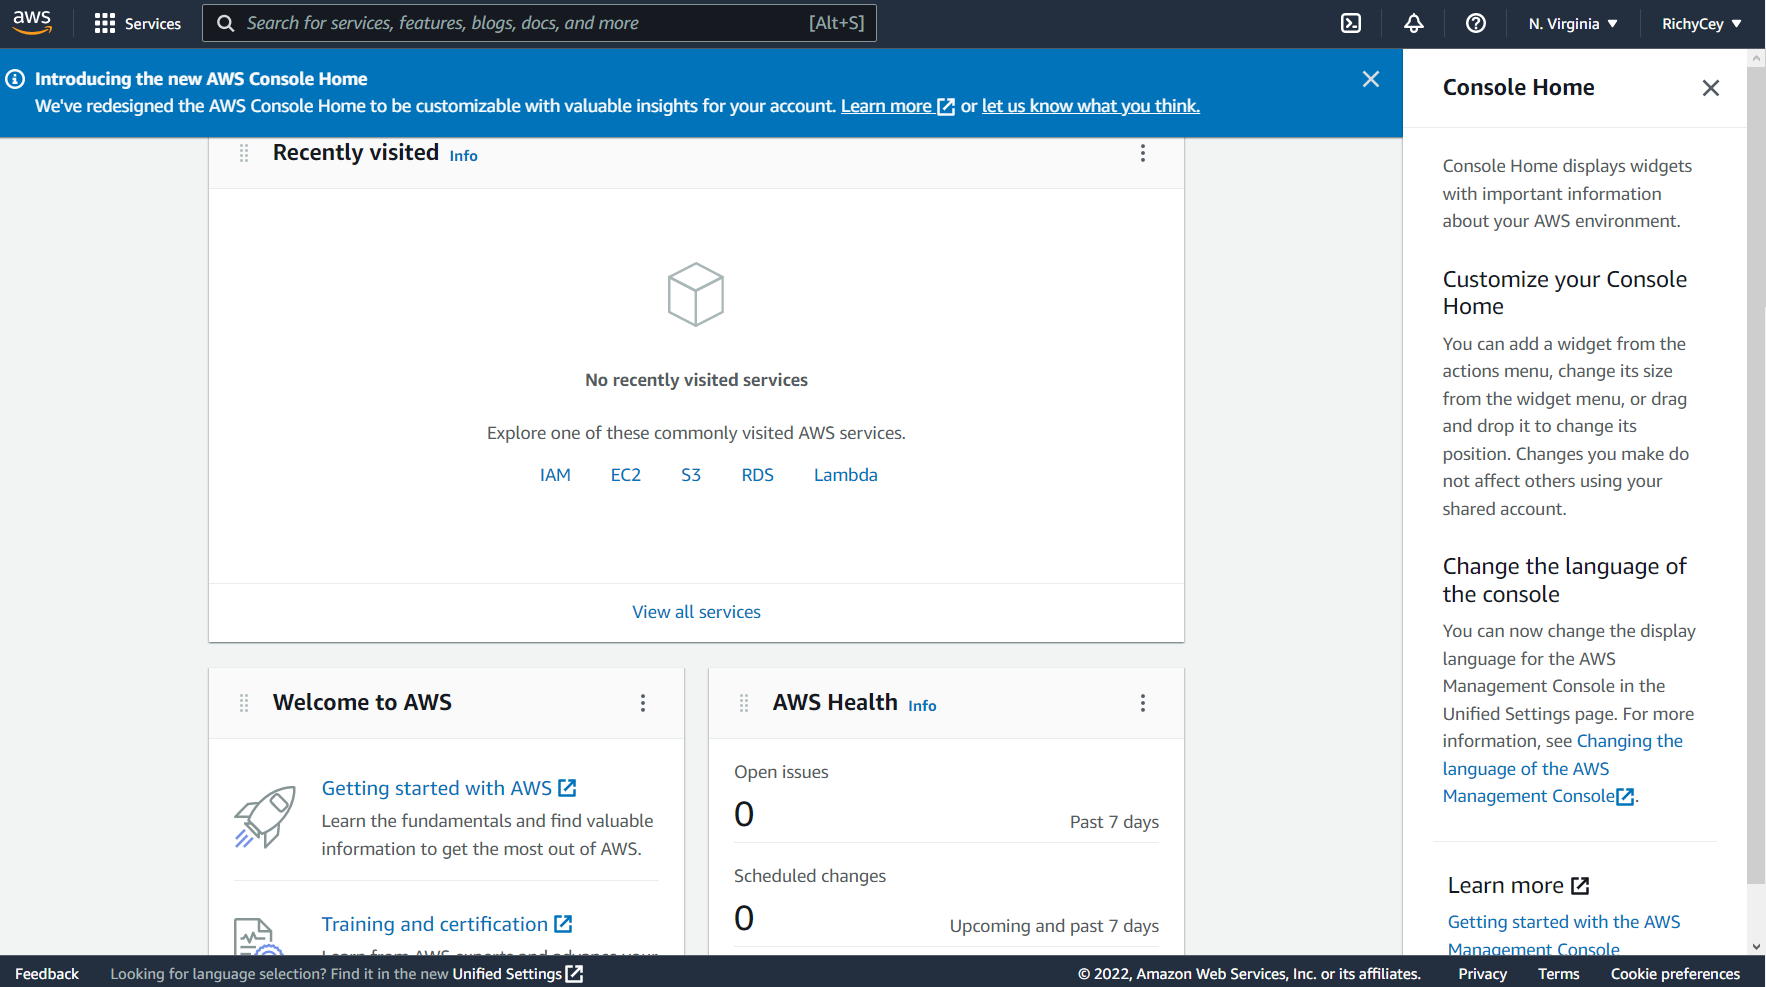 aws
Services
Search for services, features, blogs, docs, and more
[Alt+S]
N. Virginia
RichyCey
Introducing the new AWS Console Home
We've redesigned the AWS Console Home to be customizable with valuable insights for your account. Learn more or let us know what you think.
Recently visited Info
No recently visited services
Explore one of these commonly visited AWS services.
IAM EC2 S3 RDS Lambda
View all services
Welcome to AWS
Getting started with AWS
Learn the fundamentals and find valuable
information to get the most out of AWS.
Training and certification
Learn from AWS experts and advance your
AWS Health Info
Open issues
0
Past 7 days
Scheduled changes
0
Upcoming and past 7 days
Console Home
Console Home displays widgets
with important information
about your AWS environment.
Customize your Console
Home
You can add a widget from the
actions menu, change its size
from the widget menu, or drag
and drop it to change its
position. Changes you make do
not affect others using your
shared account.
Change the language of
the console
You can now change the display
language for the AWS
Management Console in the
Unified Settings page. For more
information, see Changing the
language of the AWS
Management Console.
Learn more
Getting started with the AWS
Management Console
Feedback
Looking for language selection? Find it in the new Unified Settings
© 2022, Amazon Web Services, Inc. or its affiliates.
Privacy
Terms
Cookie preferences